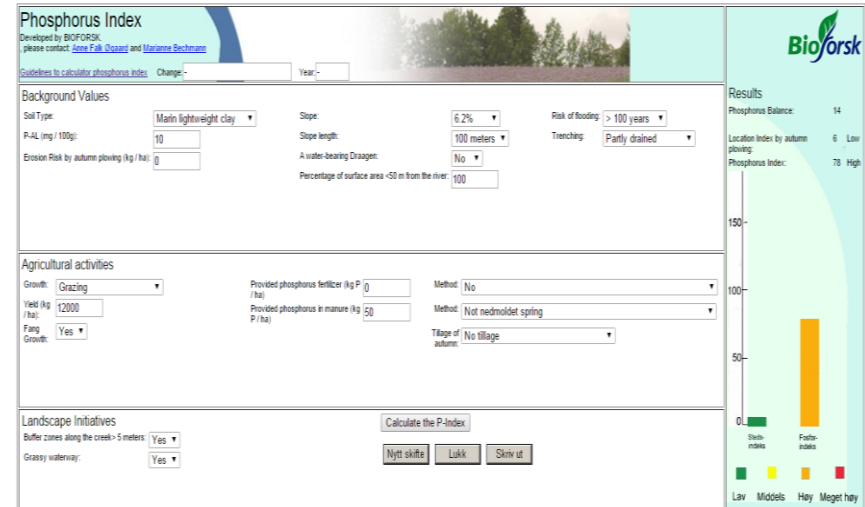 Phosphorus Index
Developed by BIOFORSK.
, please contact: Anne Falk Øgaard and Marianne Bechmann
Guidelines to calculator phosphorus index Change: - Year: -
Bioforsk
Background Values
Soil Type: Marin lightweight clay Slope: 6.2% Risk of flooding: > 100 years
P-AL (mg / 100g): 10 Slope length: 100 meters Trenching: Partly drained
Erosion Risk by autumn plowing (kg / ha): 0 A water-bearing Draagen: No
Percentage of surface area <50 m from the river: 100
Agricultural activities
Growth: Grazing Provided phosphorus fertilizer (kg P / ha) 0 Method: No
Yield (kg / ha): 12000 Provided phosphorus in manure (kg P / ha) 50 Method: Not nedmoldet spring
Fang Growth: Yes Tillage of autumn: No tillage
Landscape Initiatives
Buffer zones along the creek> 5 meters: Yes
Grassy waterway: Yes
Calculate the P-Index
Nytt skifte Lukk Skriv ut
Results
Phosphorus Balance: 14
Location Index by autumn plowing: 6 Low
Phosphorus Index: 78 High
150
100
50
0
Steds-indeks Fosfor-indeks
Lav Middels Høy Meget høy